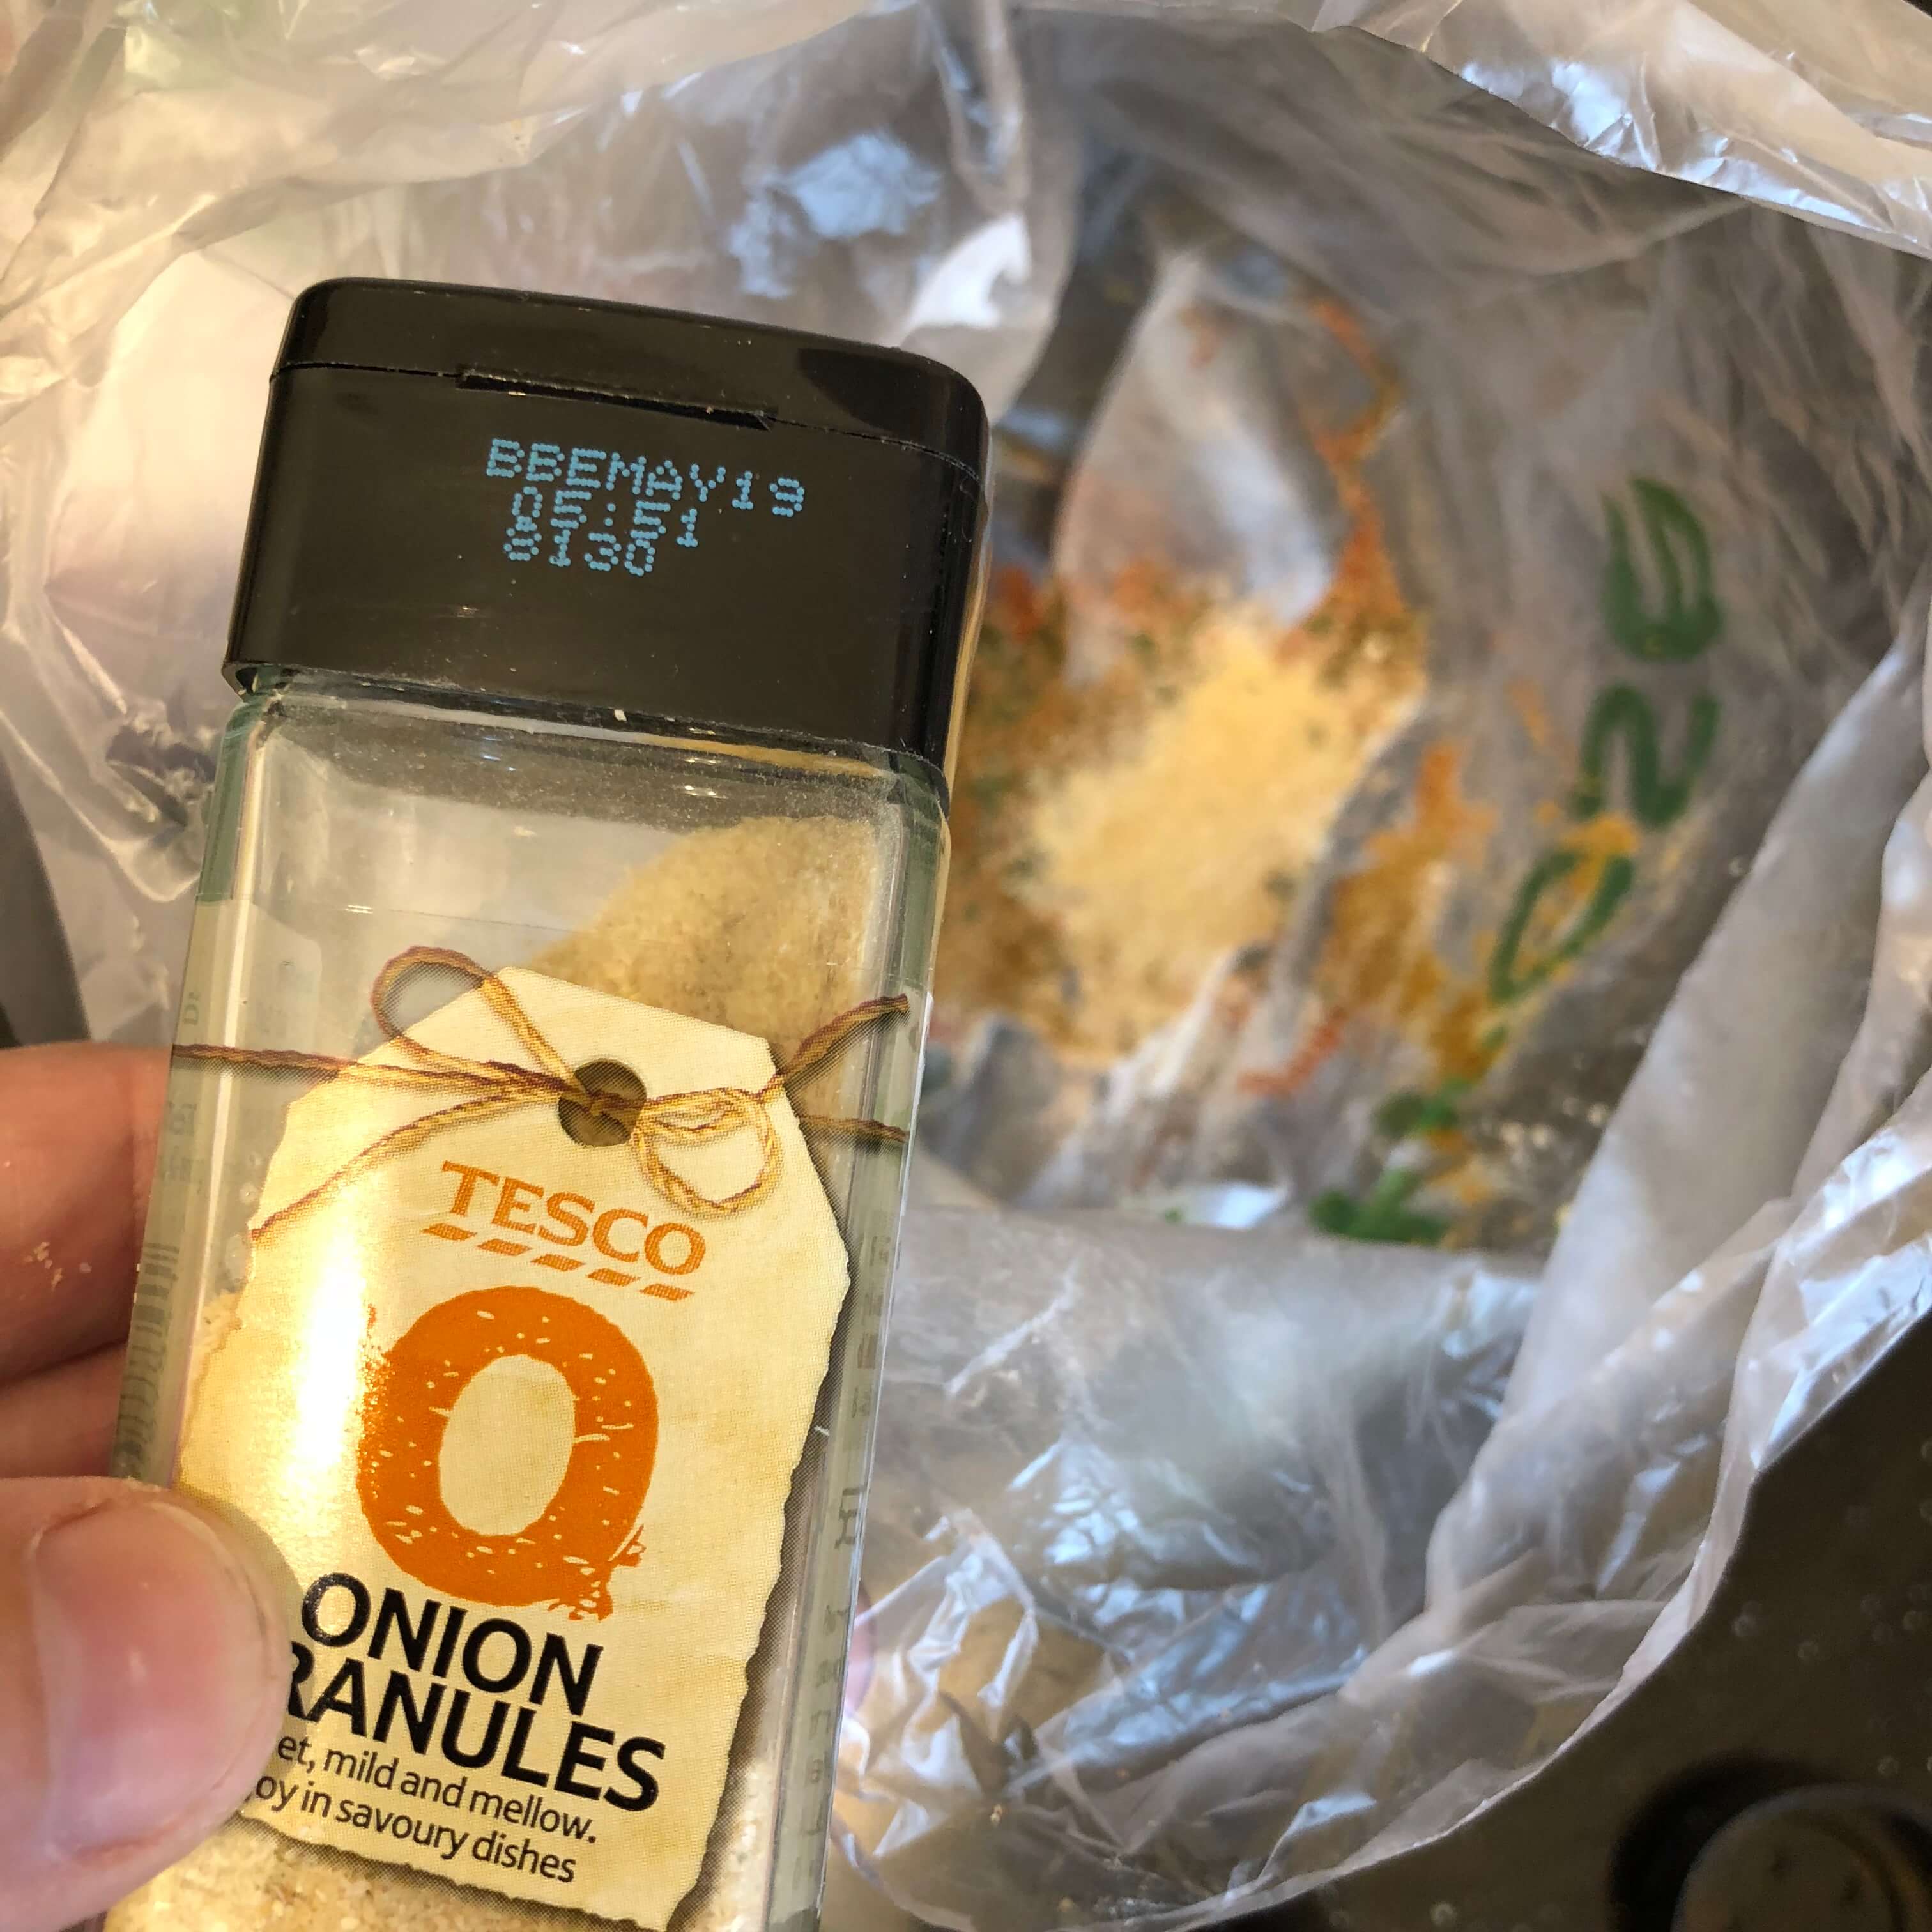 BBEMAY19
05:51
8130
TESCO
O
ONION
RANULES
et, mild and mellow.
oy in savoury dishes